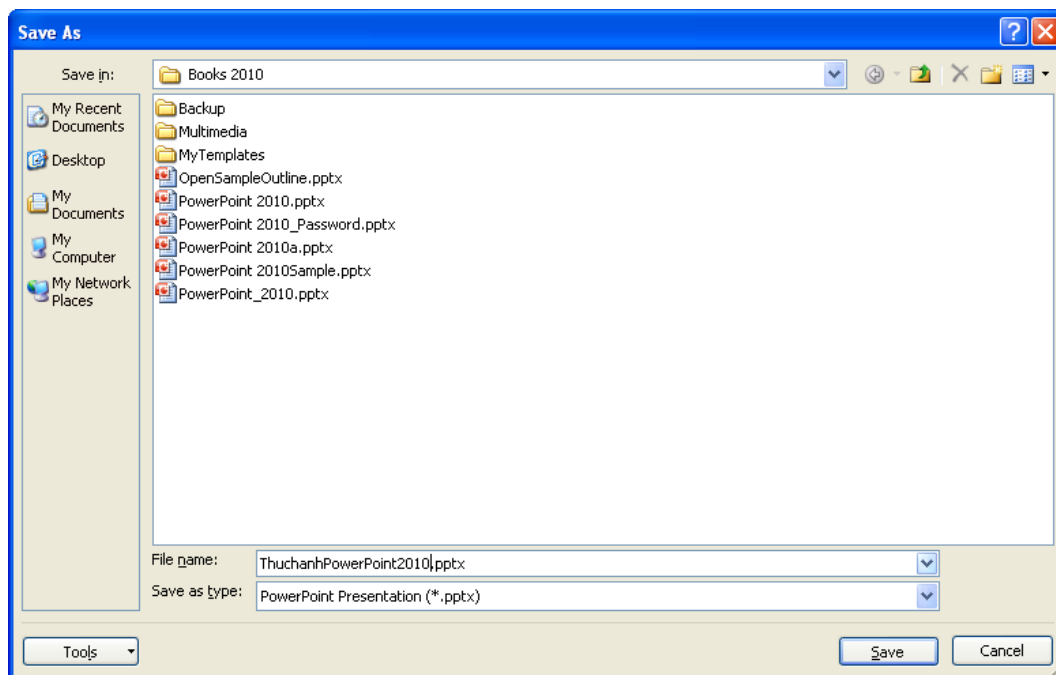 Save As
Save in:
Books 2010
My Recent
Documents
Desktop
My
Documents
My
Computer
My Network
Places
Backup
Multimedia
MyTemplates
OpenSampleOutline.pptx
PowerPoint 2010.pptx
PowerPoint 2010_Password.pptx
PowerPoint 2010a.pptx
PowerPoint 2010Sample.pptx
PowerPoint_2010.pptx
File name:
ThuchanhPowerPoint2010.pptx
Save as type:
PowerPoint Presentation (*.pptx)
Tools
Save
Cancel